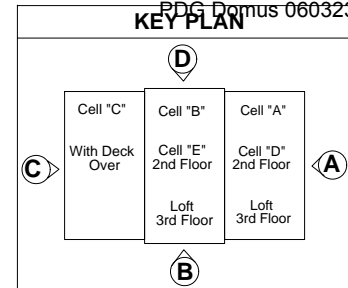 PDG Domus 060323
KEY PLAN
D
Cell "C"
With Deck
Over
Cell "B"
Cell "E"
2nd Floor
Loft
3rd Floor
Cell "A"
Cell "D"
2nd Floor
Loft
3rd Floor
C
A
B